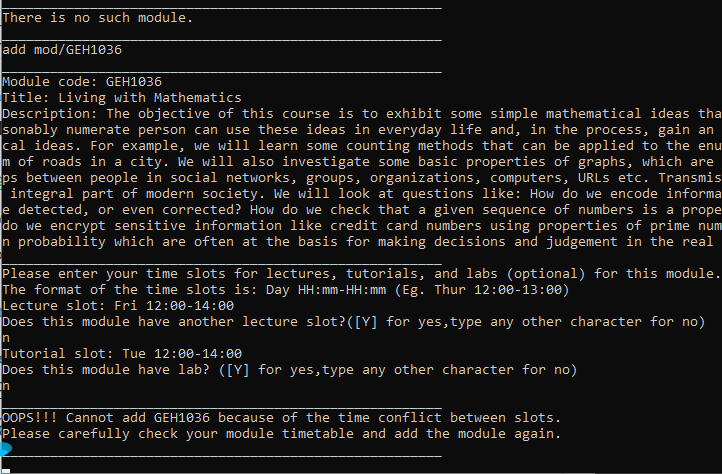 There is no such module.
add mod/GEH1036
Module code: GEH1036
Title: Living with Mathematics
Description: The objective of this course is to exhibit some simple mathematical ideas tha
sonably numerate person can use these ideas in everyday life and, in the process, gain an
cal ideas. For example, we will learn some counting methods that can be applied to the enu
m of roads in a city. We will also investigate some basic properties of graphs, which are
ps between people in social networks, groups, organizations, computers, URLs etc. Transmis
integral part of modern society. We will look at questions like: How do we encode informa
e detected, or even corrected? How do we check that a given sequence of numbers is a prope
do we encrypt sensitive information like credit card numbers using properties of prime num
n probability which are often at the basis for making decisions and judgement in the real
Please enter your time slots for lectures, tutorials, and labs (optional) for this module.
The format of the time slots is: Day HH:mm-HH:mm (Eg. Thur 12:00-13:00)
Lecture slot: Fri 12:00-14:00
Does this module have another lecture slot?([Y] for yes,type any other character for no)
n
Tutorial slot: Tue 12:00-14:00
Does this module have lab? ([Y] for yes,type any other character for no)
n
OOPS!!! Cannot add GEH1036 because of the time conflict between slots.
Please carefully check your module timetable and add the module again.